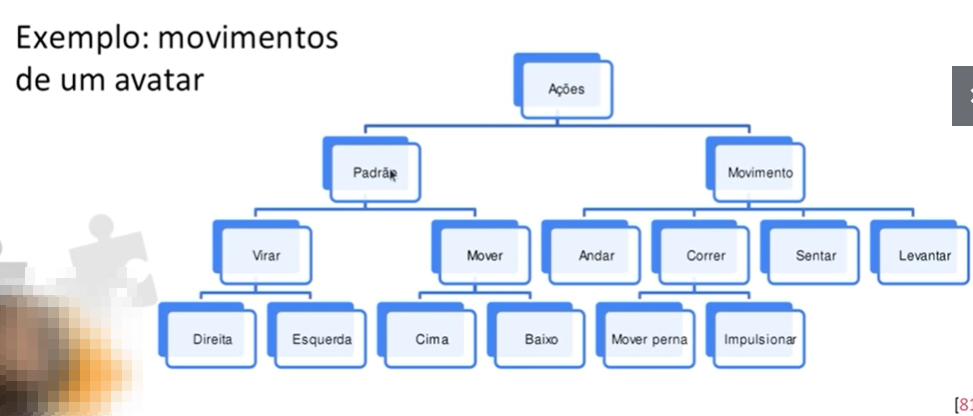 Exemplo: movimentos
de um avatar
Ações
Padrão
Movimento
Virar
Mover
Andar
Correr
Sentar
Levantar
Direita
Esquerda
Cima
Baixo
Mover perna
Impulsionar
[81